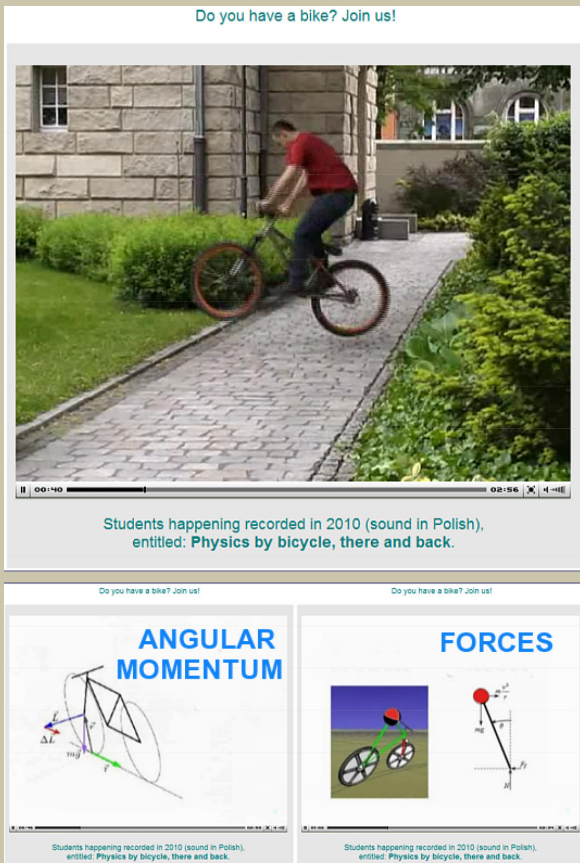 Do you have a bike? Join us!
00:40
02:56
Students happening recorded in 2010 (sound in Polish),
entitled: Physics by bicycle, there and back.
Do you have a bike? Join us!
ANGULAR
MOMENTUM
L
ΔL
r
mg
v
Students happening recorded in 2010 (sound in Polish),
entitled: Physics by bicycle, there and back.
Do you have a bike? Join us!
FORCES
mg
θ
N
Students happening recorded in 2010 (sound in Polish),
entitled: Physics by bicycle, there and back.